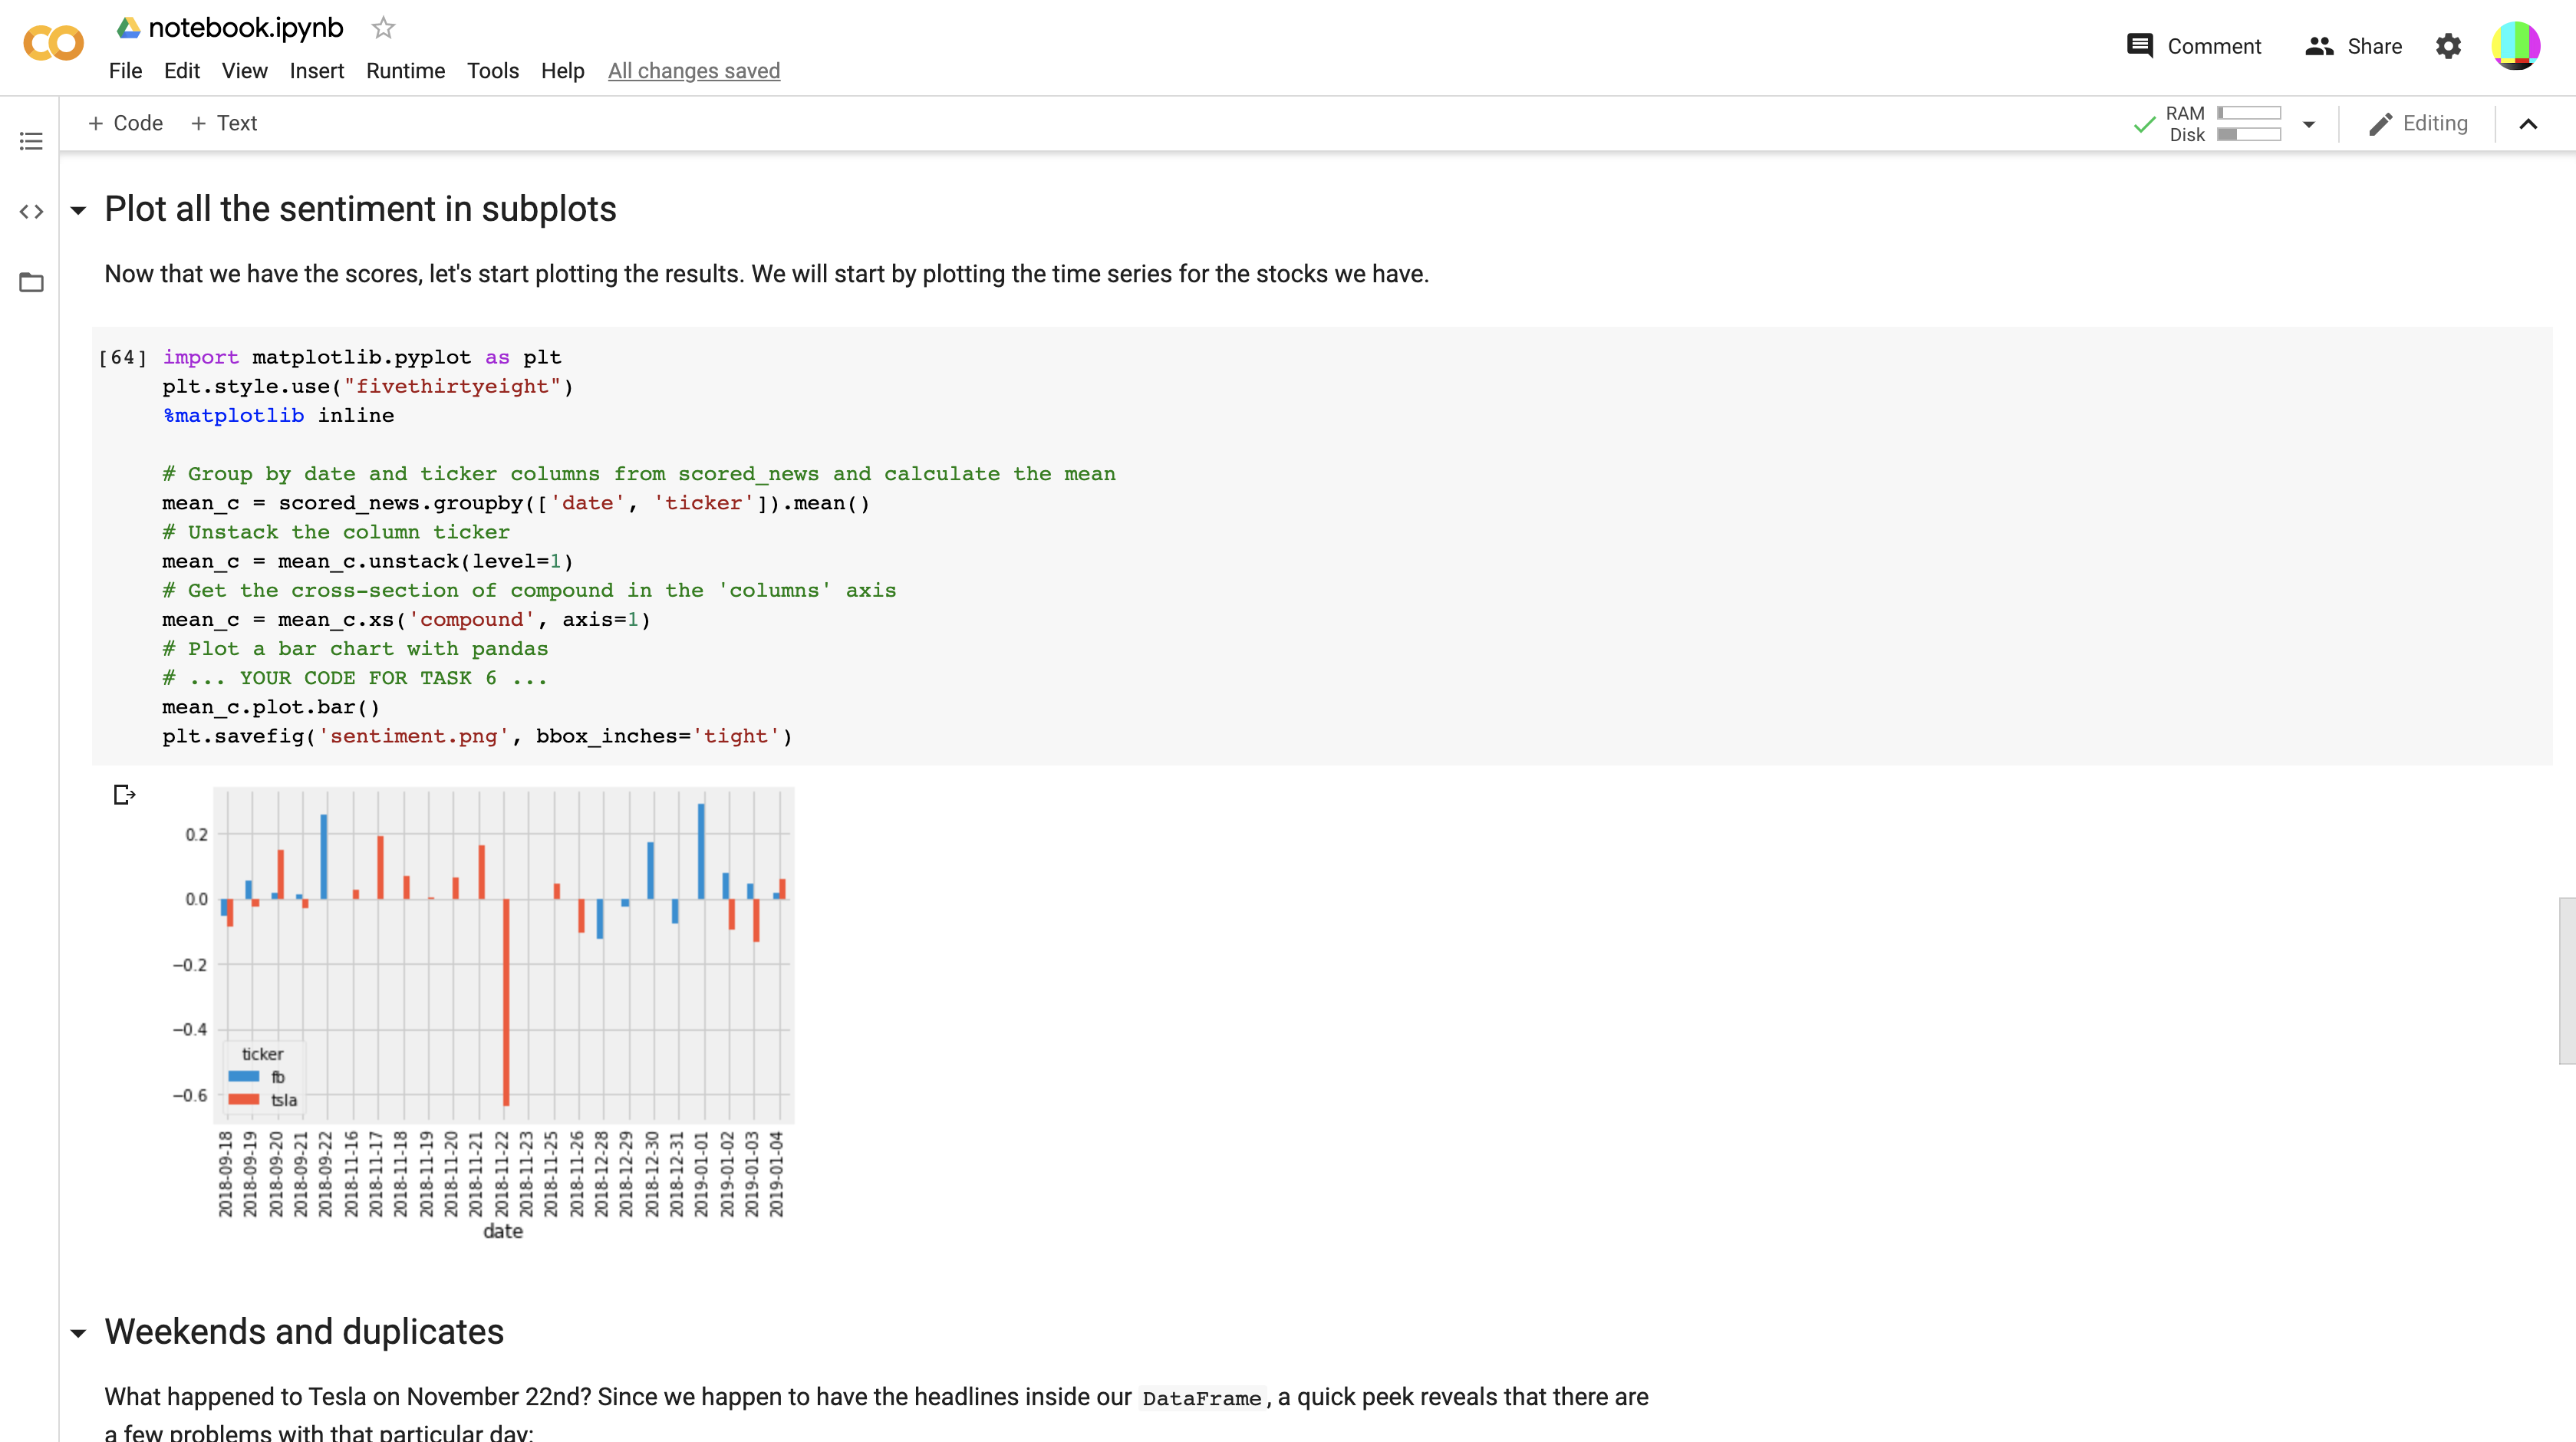 notebook.ipynb
File Edit View Insert Runtime Tools Help All changes saved
Comment Share
+ Code + Text
RAM
Disk
Editing
Plot all the sentiment in subplots
Now that we have the scores, let's start plotting the results. We will start by plotting the time series for the stocks we have.
[64] import matplotlib.pyplot as plt
plt.style.use("fivethirtyeight")
%matplotlib inline
# Group by date and ticker columns from scored_news and calculate the mean
mean_c = scored_news.groupby(['date', 'ticker']).mean()
# Unstack the column ticker
mean_c = mean_c.unstack(level=1)
# Get the cross-section of compound in the 'columns' axis
mean_c = mean_c.xs('compound', axis=1)
# Plot a bar chart with pandas
# ... YOUR CODE FOR TASK 6 ...
mean_c.plot.bar()
plt.savefig('sentiment.png', bbox_inches='tight')
0.2
0.0
−0.2
−0.4
−0.6
ticker
fb
tsla
2018-09-18
2018-09-19
2018-09-20
2018-09-21
2018-09-22
2018-11-16
2018-11-17
2018-11-18
2018-11-19
2018-11-20
2018-11-21
2018-11-22
2018-11-23
2018-11-25
2018-11-26
2018-12-28
2018-12-29
2018-12-30
2018-12-31
2019-01-01
2019-01-02
2019-01-03
2019-01-04
date
Weekends and duplicates
What happened to Tesla on November 22nd? Since we happen to have the headlines inside our DataFrame, a quick peek reveals that there are
a few problems with that particular day: